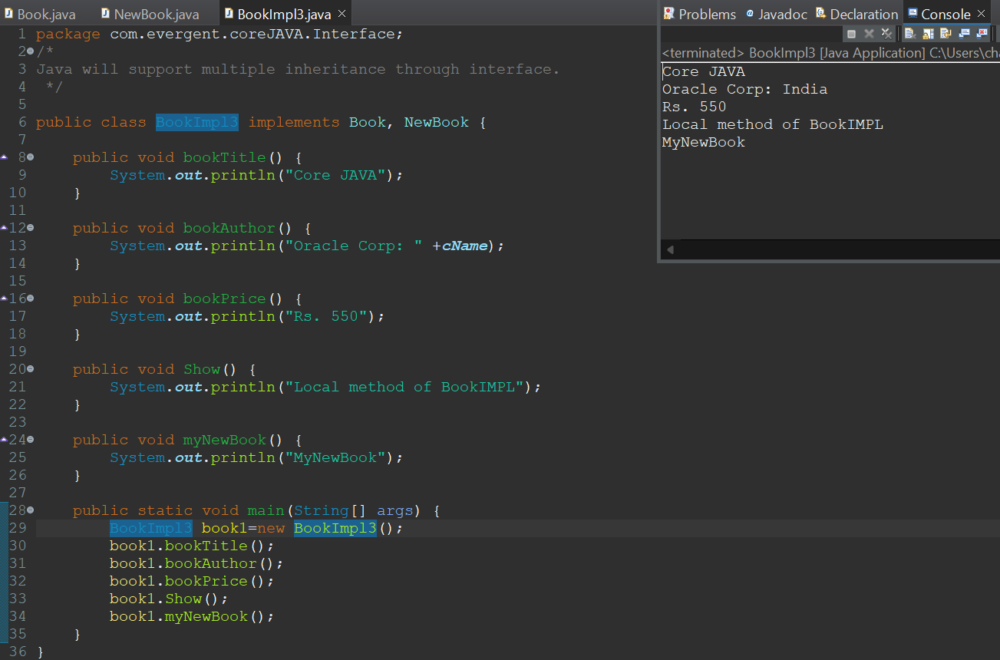 Book.java NewBook.java BookImpl3.java
1 package com.evergent.coreJAVA.Interface;
2 /*
3 Java will support multiple inheritance through interface.
4 */
5
6 public class BookImpl3 implements Book, NewBook {
7
8 public void bookTitle() {
9 System.out.println("Core JAVA");
10 }
11
12 public void bookAuthor() {
13 System.out.println("Oracle Corp: " +cName);
14 }
15
16 public void bookPrice() {
17 System.out.println("Rs. 550");
18 }
19
20 public void Show() {
21 System.out.println("Local method of BookIMPL");
22 }
23
24 public void myNewBook() {
25 System.out.println("MyNewBook");
26 }
27
28 public static void main(String[] args) {
29 BookImpl3 book1=new BookImpl3();
30 book1.bookTitle();
31 book1.bookAuthor();
32 book1.bookPrice();
33 book1.Show();
34 book1.myNewBook();
35 }
36 }
Problems @ Javadoc Declaration Console
<terminated> BookImpl3 [Java Application] C:\Users\cha
Core JAVA
Oracle Corp: India
Rs. 550
Local method of BookIMPL
MyNewBook